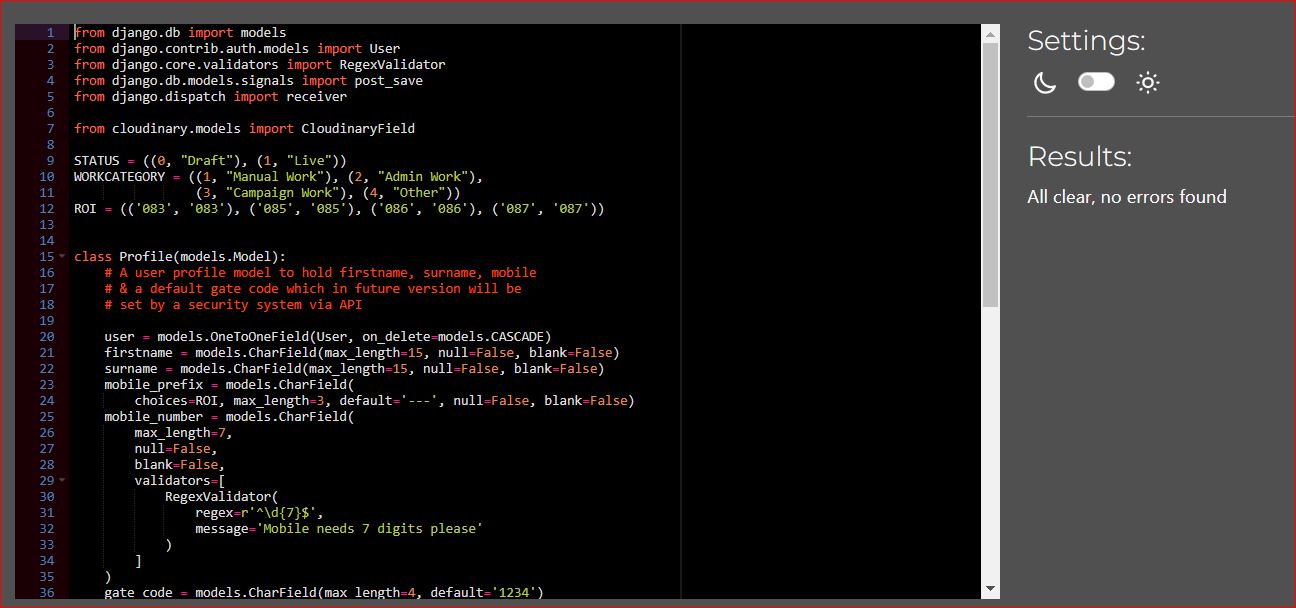 1 from django.db import models
2 from django.contrib.auth.models import User
3 from django.core.validators import RegexValidator
4 from django.db.models.signals import post_save
5 from django.dispatch import receiver
6
7 from cloudinary.models import CloudinaryField
8
9 STATUS = ((0, "Draft"), (1, "Live"))
10 WORKCATEGORY = ((1, "Manual Work"), (2, "Admin Work"),
11                 (3, "Campaign Work"), (4, "Other"))
12 ROI = (('083', '083'), ('085', '085'), ('086', '086'), ('087', '087'))
13
14
15 class Profile(models.Model):
16     # A user profile model to hold firstname, surname, mobile
17     # & a default gate code which in future version will be
18     # set by a security system via API
19
20     user = models.OneToOneField(User, on_delete=models.CASCADE)
21     firstname = models.CharField(max_length=15, null=False, blank=False)
22     surname = models.CharField(max_length=15, null=False, blank=False)
23     mobile_prefix = models.CharField(
24         choices=ROI, max_length=3, default='---', null=False, blank=False)
25     mobile_number = models.CharField(
26         max_length=7,
27         null=False,
28         blank=False,
29         validators=[
30             RegexValidator(
31                 regex=r'^\d{7}$',
32                 message='Mobile needs 7 digits please'
33             )
34         ]
35     )
36     gate_code = models.CharField(max_length=4, default='1234')
Settings:
Results:
All clear, no errors found